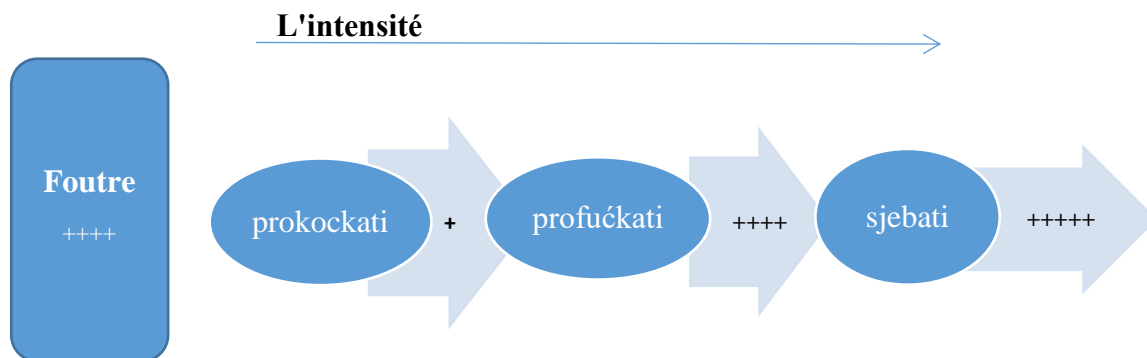 L'intensité
Foutre
++++
prokockati
+
profućkati
++++
sjebati
+++++